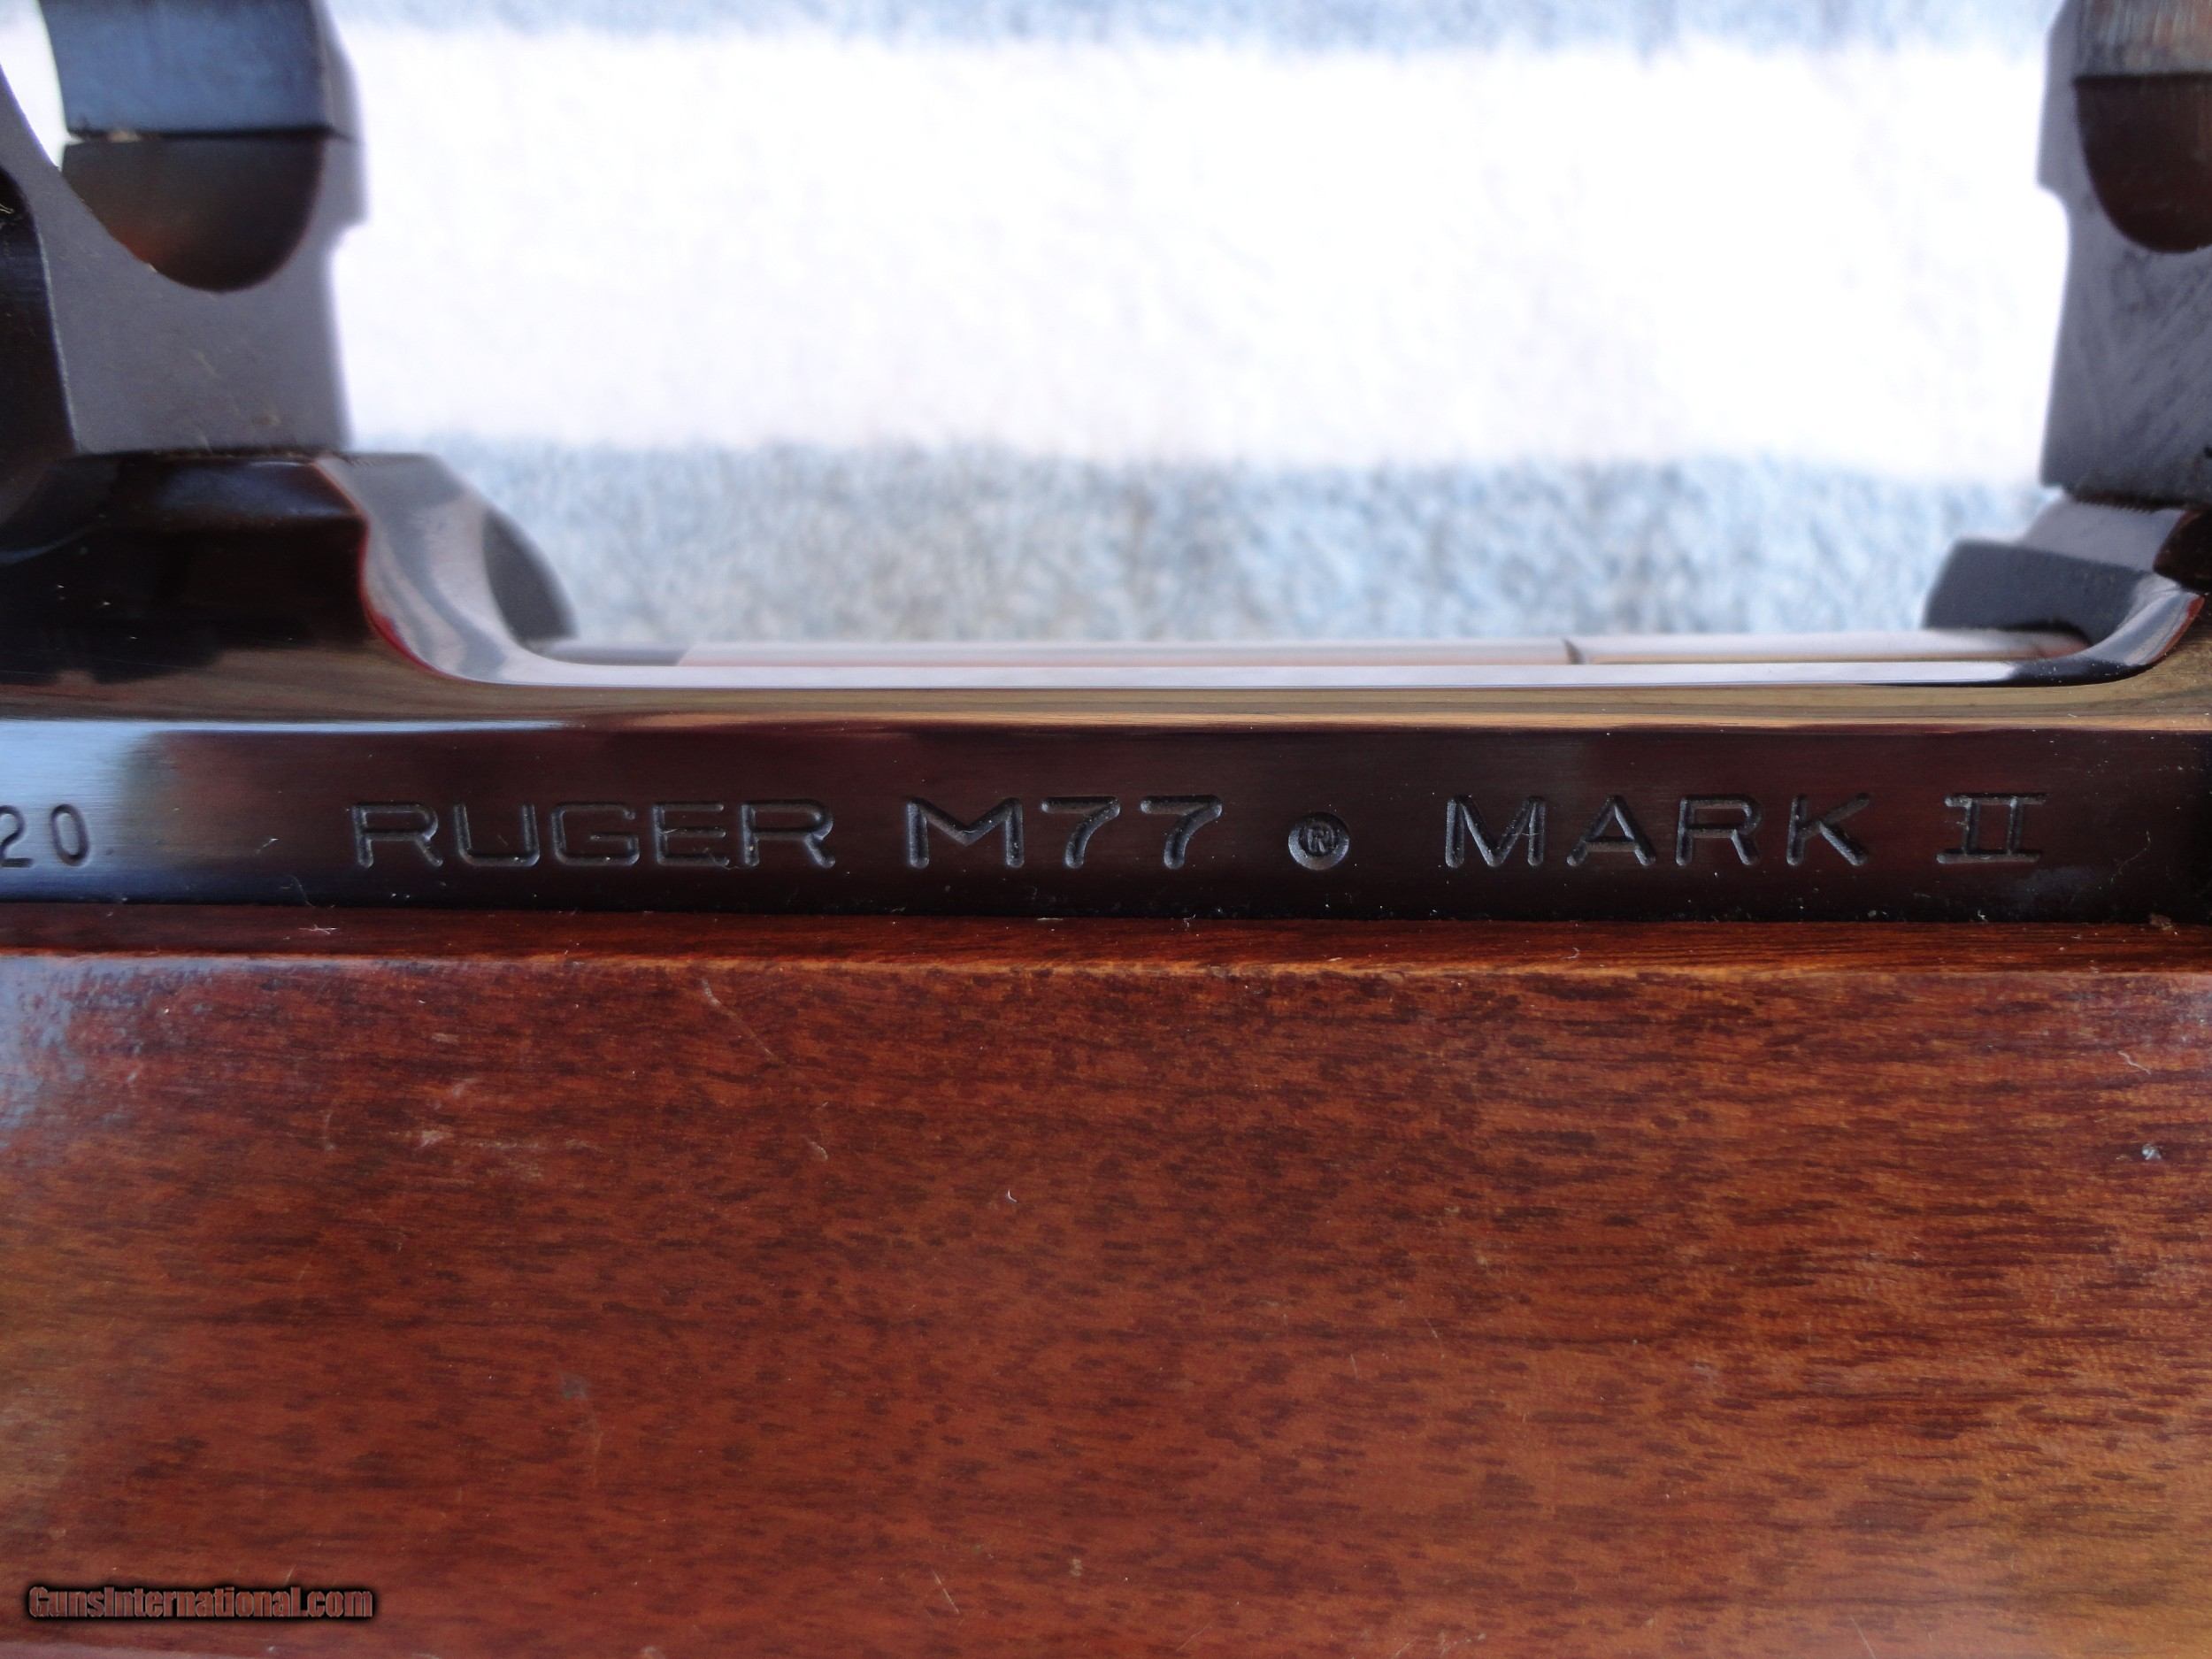 20 RUGER M77 ® MARK II
GunsInternational.com